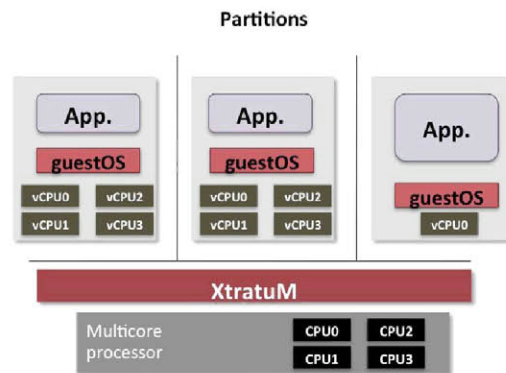 Partitions
App.
guestOS
vCPU0 vCPU2
vCPU1 vCPU3
App.
guestOS
vCPU0 vCPU2
vCPU1 vCPU3
App.
guestOS
vCPU0
XtratuM
Multicore
processor
CPU0 CPU2
CPU1 CPU3